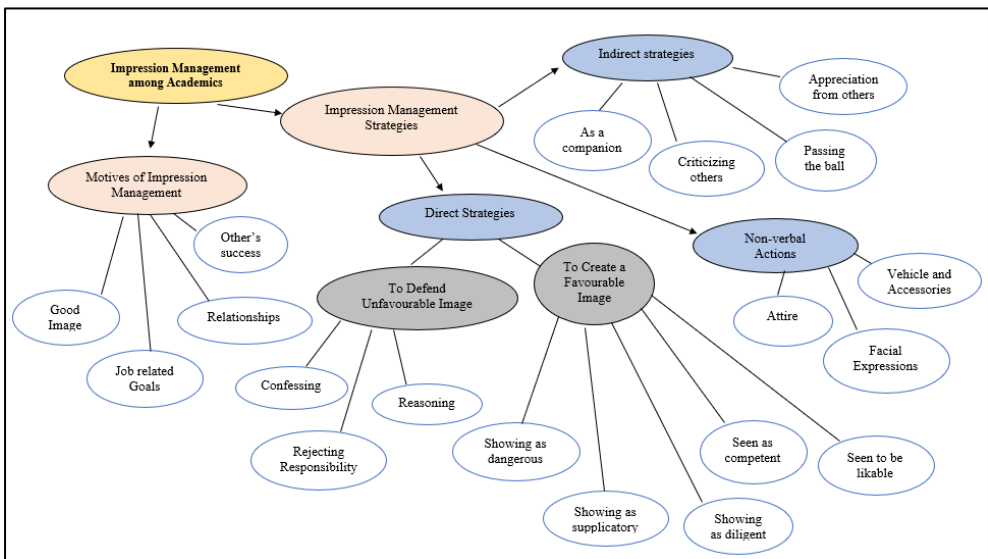 Impression Management
among Academics
Impression Management
Strategies
Indirect strategies
Appreciation
from others
As a
companion
Criticizing
others
Passing
the ball
Motives of Impression
Management
Other's
success
Good
Image
Relationships
Job related
Goals
Direct Strategies
To Defend
Unfavourable Image
Confessing
Reasoning
Rejecting
Responsibility
To Create a
Favourable
Image
Showing as
dangerous
Showing as
supplicatory
Showing
as diligent
Seen as
competent
Seen to be
likable
Non-verbal
Actions
Vehicle and
Accessories
Attire
Facial
Expressions